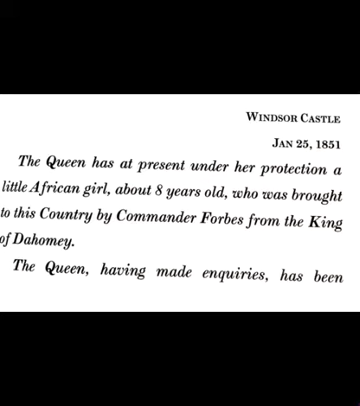 WINDSOR CASTLE
JAN 25, 1851
The Queen has at present under her protection a
little African girl, about 8 years old, who was brought
to this Country by Commander Forbes from the King
of Dahomey.
The Queen, having made enquiries, has been